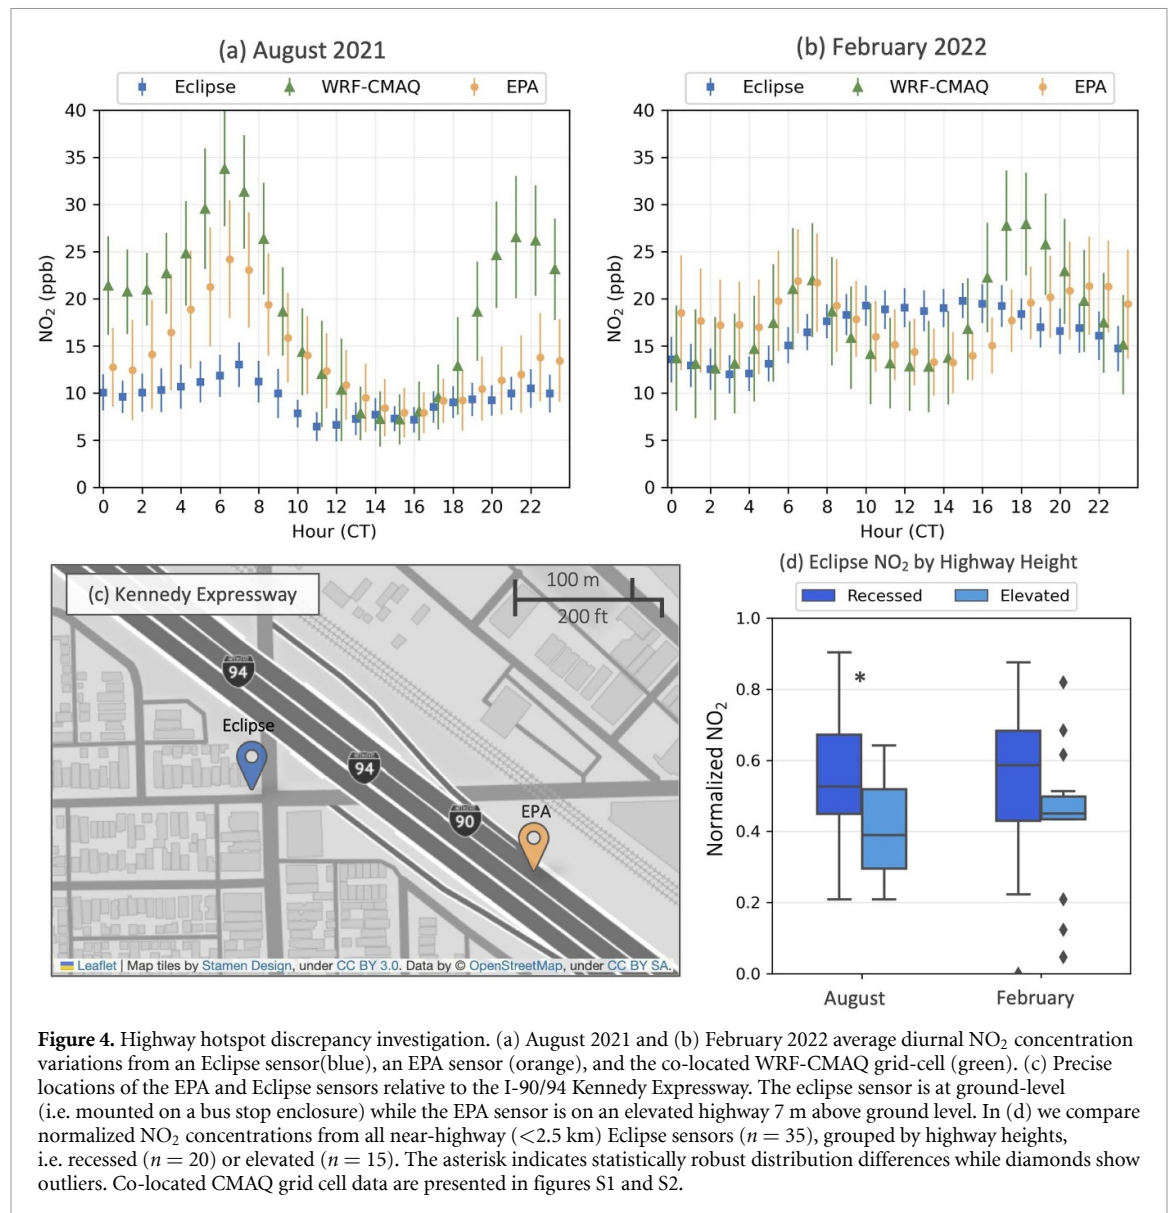 (a) August 2021
Eclipse WRF-CMAQ EPA
40
35
30
25
20
15
10
5
0
NO₂ (ppb)
0 2 4 6 8 10 12 14 16 18 20 22
Hour (CT)
(b) February 2022
Eclipse WRF-CMAQ EPA
40
35
30
25
20
15
10
5
0
NO₂ (ppb)
0 2 4 6 8 10 12 14 16 18 20 22
Hour (CT)
(c) Kennedy Expressway
100 m
200 ft
94
Eclipse
94
90
EPA
Leaflet | Map tiles by Stamen Design, under CC BY 3.0. Data by © OpenStreetMap, under CC BY SA.
(d) Eclipse NO₂ by Highway Height
Recessed Elevated
1.0
0.8
0.6
0.4
0.2
0.0
Normalized NO₂
*
August February
Figure 4. Highway hotspot discrepancy investigation. (a) August 2021 and (b) February 2022 average diurnal NO₂ concentration
variations from an Eclipse sensor(blue), an EPA sensor (orange), and the co-located WRF-CMAQ grid-cell (green). (c) Precise
locations of the EPA and Eclipse sensors relative to the I-90/94 Kennedy Expressway. The eclipse sensor is at ground-level
(i.e. mounted on a bus stop enclosure) while the EPA sensor is on an elevated highway 7 m above ground level. In (d) we compare
normalized NO₂ concentrations from all near-highway (<2.5 km) Eclipse sensors (n = 35), grouped by highway heights,
i.e. recessed (n = 20) or elevated (n = 15). The asterisk indicates statistically robust distribution differences while diamonds show
outliers. Co-located CMAQ grid cell data are presented in figures S1 and S2.